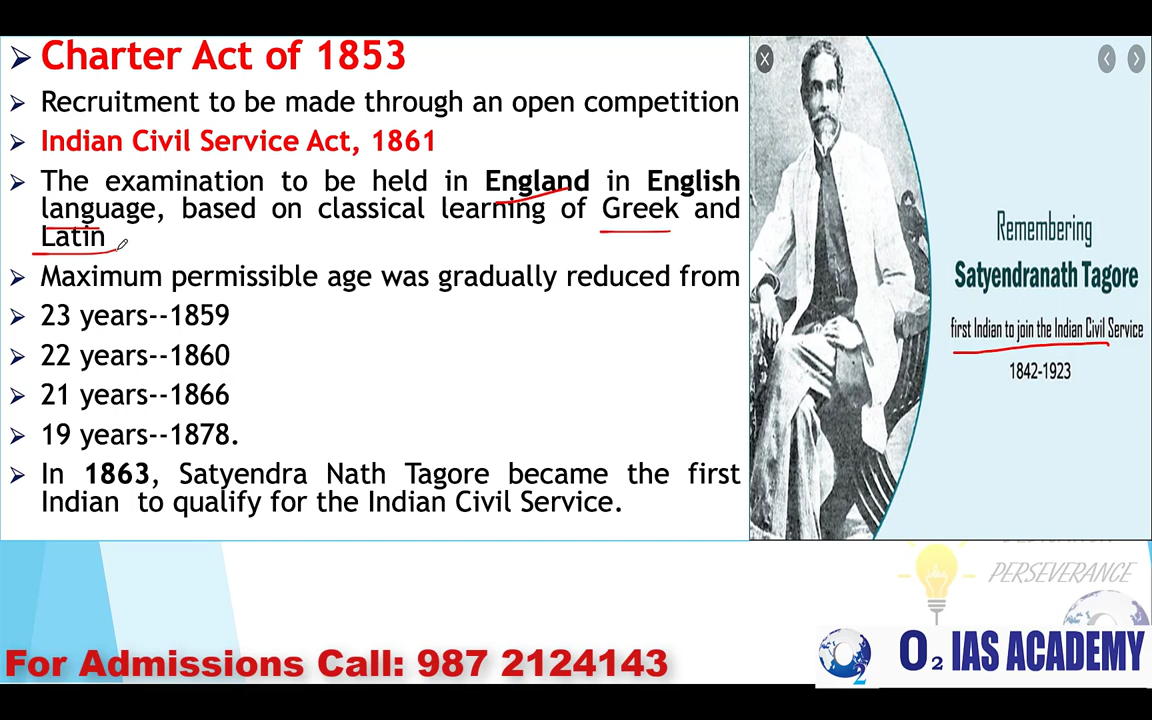 Charter Act of 1853
Recruitment to be made through an open competition
Indian Civil Service Act, 1861
The examination to be held in England in English
language, based on classical learning of Greek and
Latin
Maximum permissible age was gradually reduced from
23 years--1859
22 years--1860
21 years--1866
19 years--1878.
In 1863, Satyendra Nath Tagore became the first
Indian to qualify for the Indian Civil Service.
X
Remembering
Satyendranath Tagore
first Indian to join the Indian Civil Service
1842-1923
PERSEVERANCE
For Admissions Call: 987 2124143
O2
O2 IAS ACADEMY